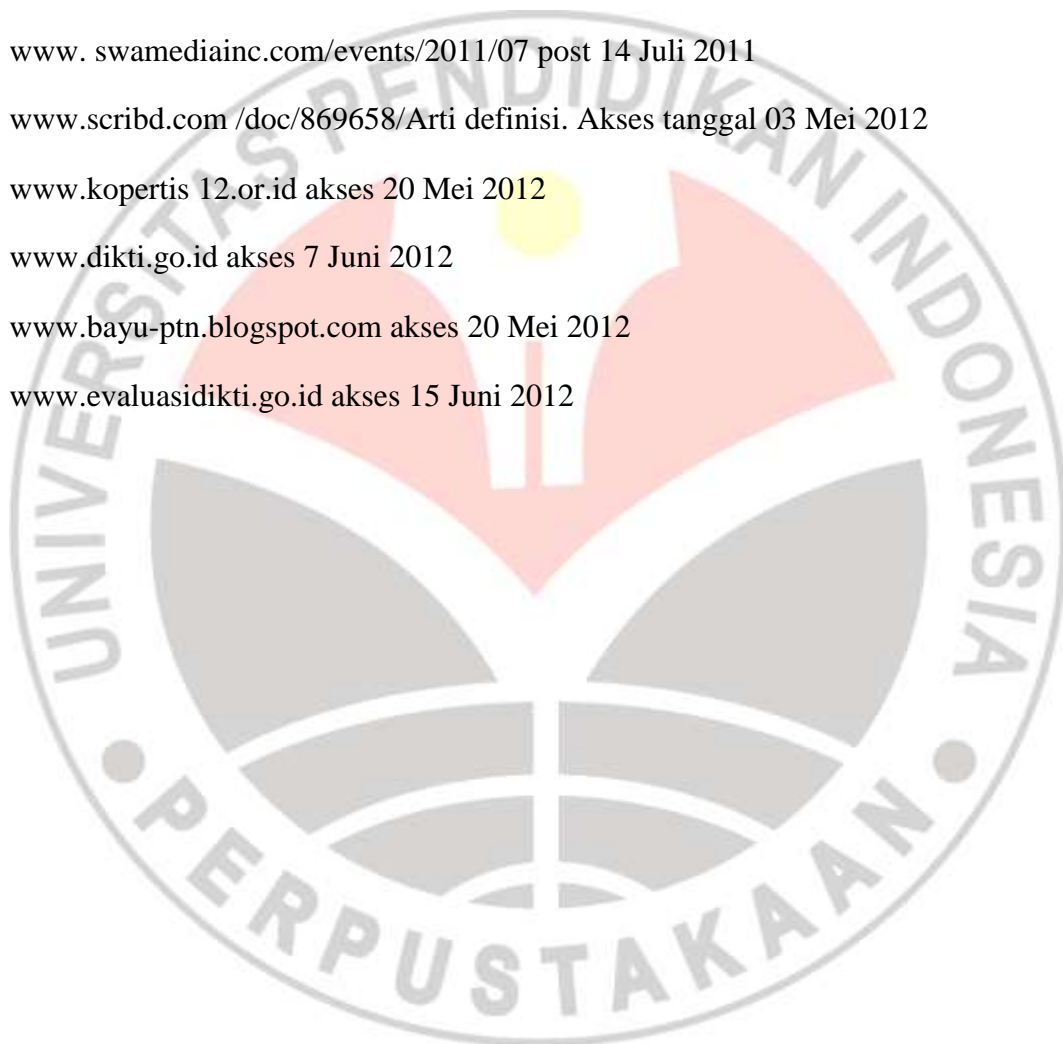 www. swamediainc.com/events/2011/07 post 14 Juli 2011
www.scribd.com /doc/869658/Arti definisi. Akses tanggal 03 Mei 2012
www.kopertis 12.or.id akses 20 Mei 2012
www.dikti.go.id akses 7 Juni 2012
www.bayu-ptn.blogspot.com akses 20 Mei 2012
www.evaluasidikti.go.id akses 15 Juni 2012
UNIVERSITAS PENDIDIKAN INDONESIA
PERPUSTAKAAN